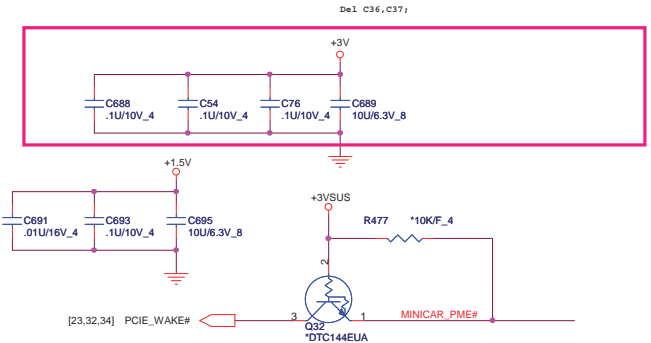 Del C36,C37;
+3V
C688
.1U/10V_4
C54
.1U/10V_4
C76
.1U/10V_4
C689
10U/6.3V_8
+1.5V
C691
.01U/16V_4
C693
.1U/10V_4
C695
10U/6.3V_8
+3VSUS
R477 *10K/F_4
2
[23,32,34] PCIE_WAKE#
3
1
MINICAR_PME#
Q32
*DTC144EUA